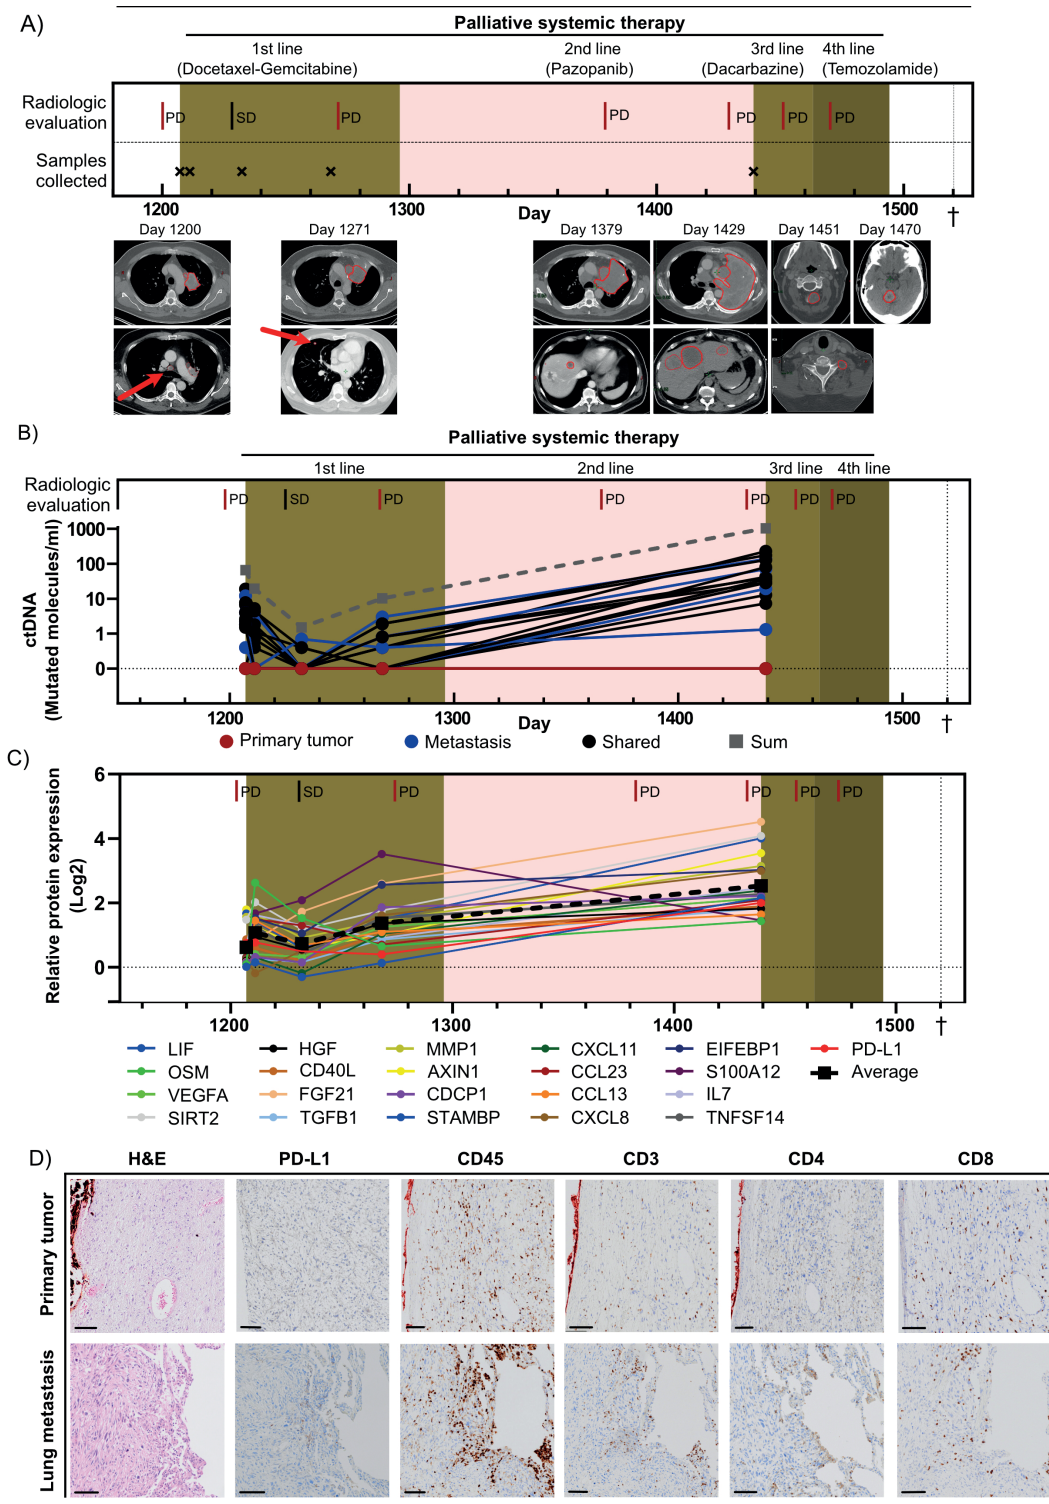 A)
Palliative systemic therapy
1st line 2nd line 3rd line 4th line
(Docetaxel-Gemcitabine) (Pazopanib) (Dacarbazine) (Temozolamide)
Radiologic
evaluation
PD SD PD PD PD PD PD
Samples
collected
1200 1300 Day 1400 1500 †
Day 1200 Day 1271 Day 1379 Day 1429 Day 1451 Day 1470
B)
Palliative systemic therapy
1st line 2nd line 3rd line 4th line
Radiologic
evaluation
PD SD PD PD PD PD PD
ctDNA
(Mutated molecules/ml)
1000
100
10
1
0
1200 1300 Day 1400 1500 †
Primary tumor Metastasis Shared Sum
C)
Relative protein expression
(Log2)
6
4
2
0
PD SD PD PD PD PD PD
1200 1300 1400 1500 †
LIF HGF MMP1 CXCL11 EIFEBP1 PD-L1
OSM CD40L AXIN1 CCL23 S100A12 Average
VEGFA FGF21 CDCP1 CCL13 IL7
SIRT2 TGFB1 STAMBP CXCL8 TNFSF14
D)
H&E PD-L1 CD45 CD3 CD4 CD8
Primary tumor
Lung metastasis